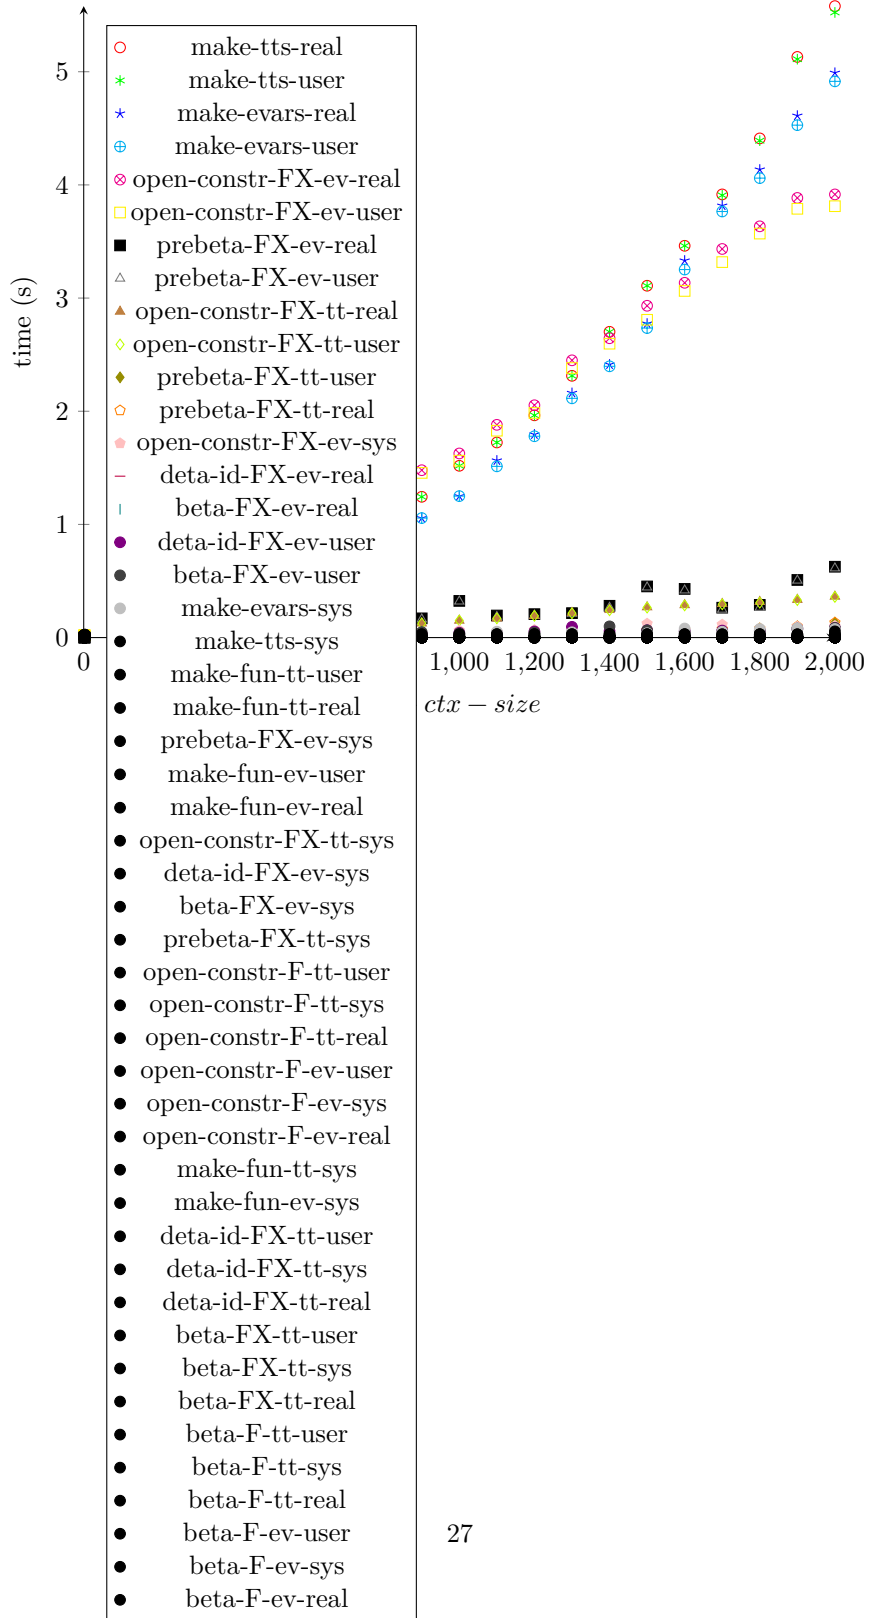 make-tts-real
make-tts-user
make-evars-real
make-evars-user
open-constr-FX-ev-real
open-constr-FX-ev-user
prebeta-FX-ev-real
prebeta-FX-ev-user
open-constr-FX-tt-real
open-constr-FX-tt-user
prebeta-FX-tt-user
prebeta-FX-tt-real
open-constr-FX-ev-sys
deta-id-FX-ev-real
beta-FX-ev-real
deta-id-FX-ev-user
beta-FX-ev-user
make-evars-sys
make-tts-sys
make-fun-tt-user
make-fun-tt-real
prebeta-FX-ev-sys
make-fun-ev-user
make-fun-ev-real
open-constr-FX-tt-sys
deta-id-FX-ev-sys
beta-FX-ev-sys
prebeta-FX-tt-sys
open-constr-F-tt-user
open-constr-F-tt-sys
open-constr-F-tt-real
open-constr-F-ev-user
open-constr-F-ev-sys
open-constr-F-ev-real
make-fun-tt-sys
make-fun-ev-sys
deta-id-FX-tt-user
deta-id-FX-tt-sys
deta-id-FX-tt-real
beta-FX-tt-user
beta-FX-tt-sys
beta-FX-tt-real
beta-F-tt-user
beta-F-tt-sys
beta-F-tt-real
beta-F-ev-user
beta-F-ev-sys
beta-F-ev-real
time (s)
5
4
3
2
1
0
0 1,000 1,200 1,400 1,600 1,800 2,000
ctx − size
27